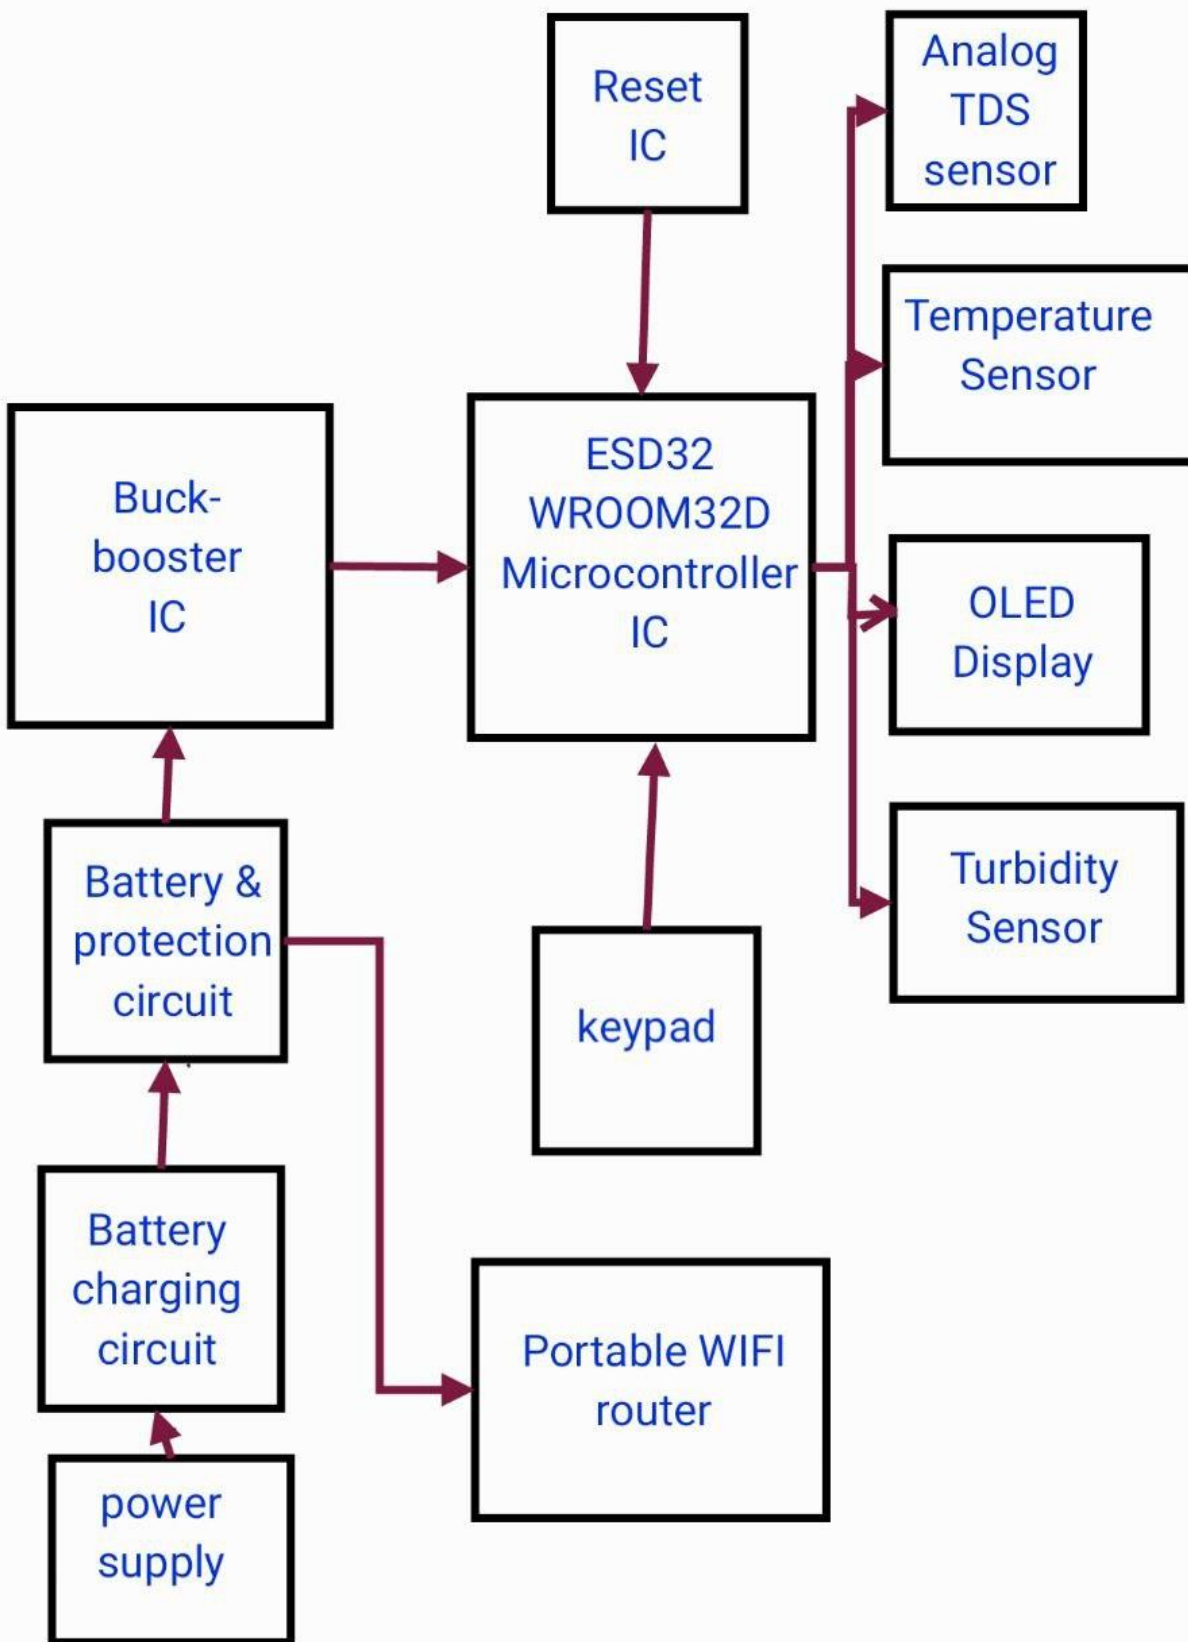 Reset
IC
Analog
TDS
sensor
Temperature
Sensor
Buck-
booster
IC
ESD32
WROOM32D
Microcontroller
IC
OLED
Display
Battery &
protection
circuit
Turbidity
Sensor
keypad
Battery
charging
circuit
Portable WIFI
router
power
supply